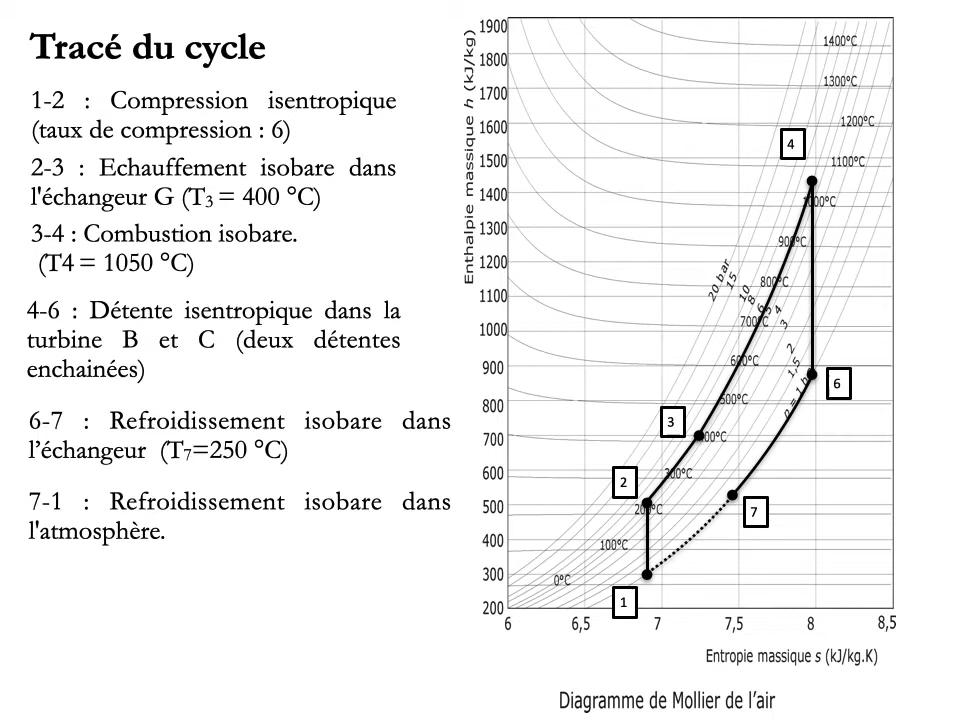 Tracé du cycle
1-2 : Compression isentropique
(taux de compression : 6)
2-3 : Echauffement isobare dans
l'échangeur G (T3 = 400 °C)
3-4 : Combustion isobare.
(T4 = 1050 °C)
4-6 : Détente isentropique dans la
turbine B et C (deux détentes
enchainées)
6-7 : Refroidissement isobare dans
l’échangeur (T7=250 °C)
7-1 : Refroidissement isobare dans
l'atmosphère.
Enthalpie massique h (kJ/kg)
1900
1800
1700
1600
1500
1400
1300
1200
1100
1000
900
800
700
600
500
400
300
200
6
6,5
7
7,5
8
8,5
1400°C
1300°C
1200°C
1100°C
1000°C
900°C
800°C
700°C
600°C
500°C
300°C
100°C
0°C
20 bar
15
10
8
6
5
4
3
2
1,5
4
6
3
2
7
1
Entropie massique s (kJ/kg.K)
Diagramme de Mollier de l’air